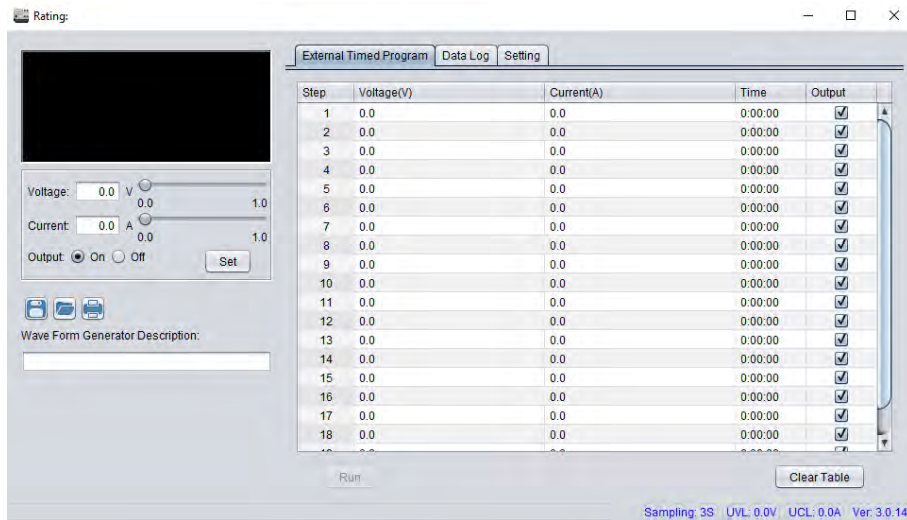 Rating:
External Timed Program Data Log Setting
Step Voltage(V) Current(A) Time Output
1 0.0 0.0 0:00:00
2 0.0 0.0 0:00:00
3 0.0 0.0 0:00:00
4 0.0 0.0 0:00:00
5 0.0 0.0 0:00:00
6 0.0 0.0 0:00:00
7 0.0 0.0 0:00:00
8 0.0 0.0 0:00:00
9 0.0 0.0 0:00:00
10 0.0 0.0 0:00:00
11 0.0 0.0 0:00:00
12 0.0 0.0 0:00:00
13 0.0 0.0 0:00:00
14 0.0 0.0 0:00:00
15 0.0 0.0 0:00:00
16 0.0 0.0 0:00:00
17 0.0 0.0 0:00:00
18 0.0 0.0 0:00:00
Voltage: 0.0 V
0.0 1.0
Current: 0.0 A
0.0 1.0
Output: On Off
Set
Wave Form Generator Description:
Run
Clear Table
Sampling: 3S UVL: 0.0V UCL: 0.0A Ver: 3.0.14